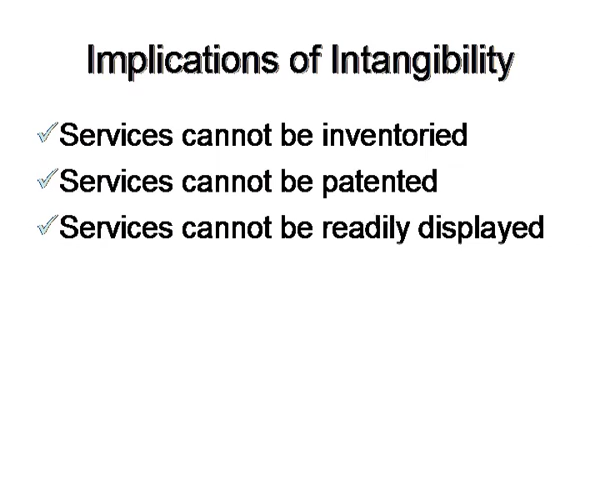 Implications of Intangibility
✓Services cannot be inventoried
✓Services cannot be patented
✓Services cannot be readily displayed